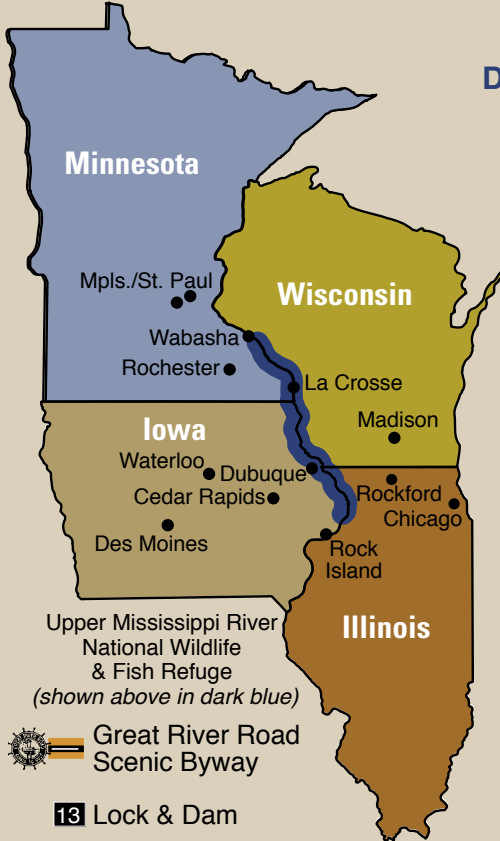 D
Minnesota
Mpls./St. Paul
Wisconsin
Wabasha
Rochester
La Crosse
Iowa
Madison
Waterloo
Dubuque
Cedar Rapids
Rockford
Chicago
Des Moines
Rock
Island
Upper Mississippi River
National Wildlife
& Fish Refuge
(shown above in dark blue)
Illinois
Great River Road
Scenic Byway
13 Lock & Dam